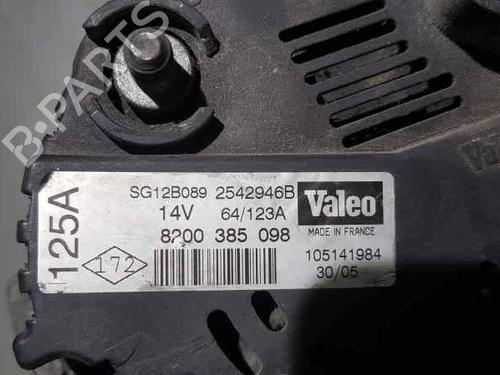 B-PARTS
125A
172
SG12B089 2542946B
14V 64/123A
8200 385 098
Valeo
MADE IN FRANCE
105141984
30/05